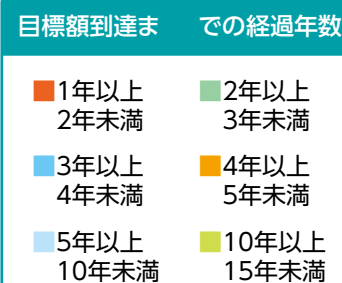 目標額到達ま での経過年数
■1年以上 ■2年以上
2年未満 3年未満
■3年以上 ■4年以上
4年未満 5年未満
■5年以上 ■10年以上
10年未満 15年未満